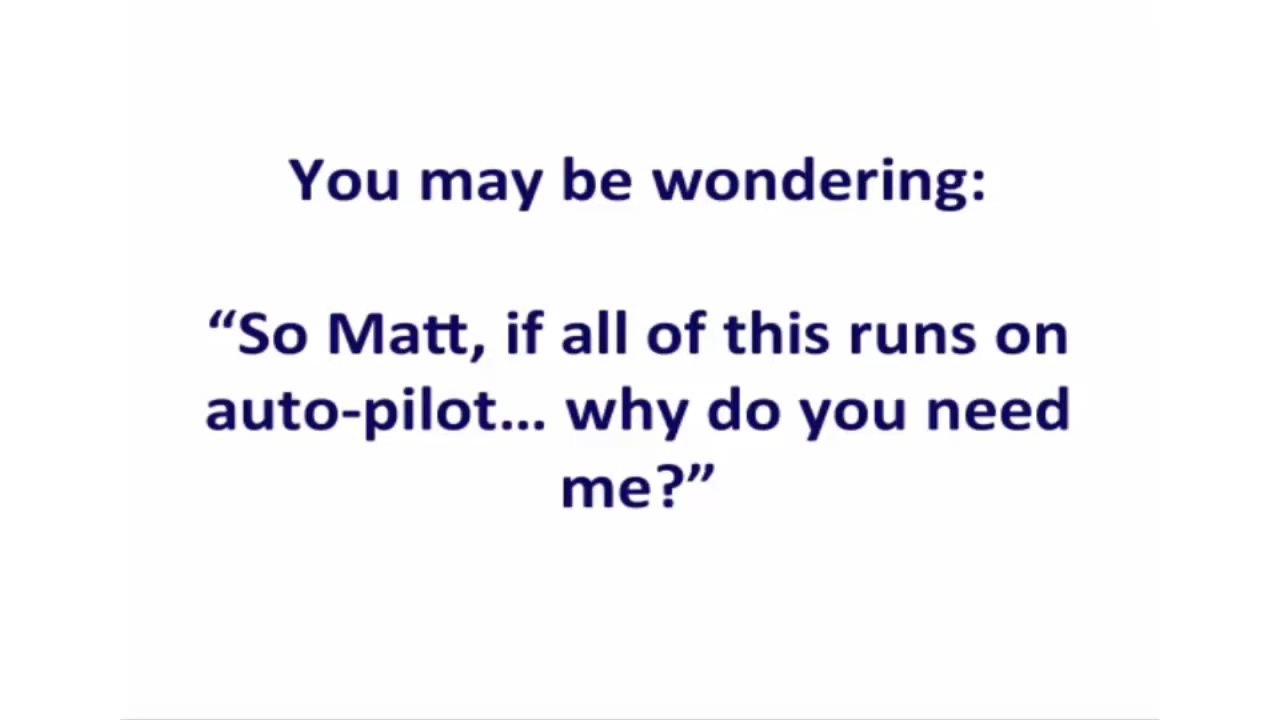 You may be wondering:
“So Matt, if all of this runs on
auto-pilot... why do you need
me?”